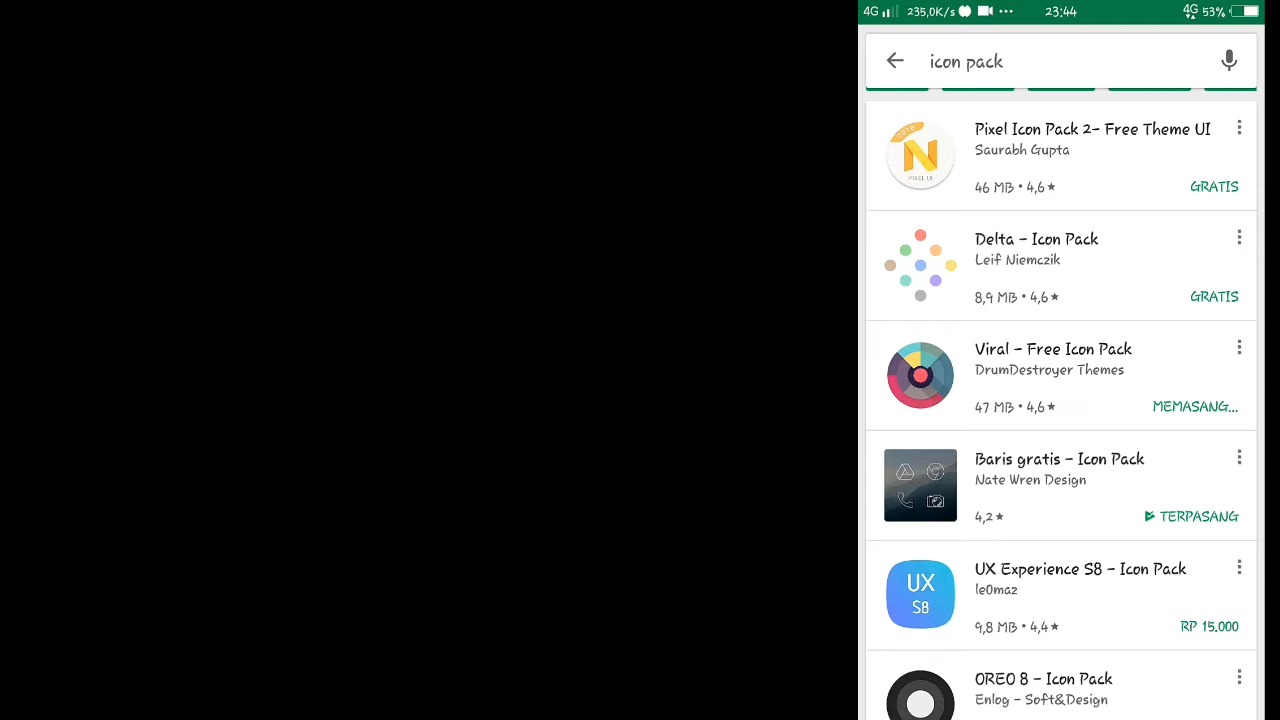 4G 235,0K/s ... 23:44 4G 53%
icon pack
2018
N
PIXEL UI
Pixel Icon Pack 2- Free Theme UI
Saurabh Gupta
46 MB • 4,6★ GRATIS
Delta - Icon Pack
Leif Niemczik
8,9 MB • 4,6★ GRATIS
Viral - Free Icon Pack
DrumDestroyer Themes
47 MB • 4,6★ MEMASANG...
Baris gratis - Icon Pack
Nate Wren Design
4,2★ TERPASANG
UX
S8
UX Experience S8 - Icon Pack
le0maz
9,8 MB • 4,4★ RP 15.000
OREO 8 - Icon Pack
Enlog - Soft&Design